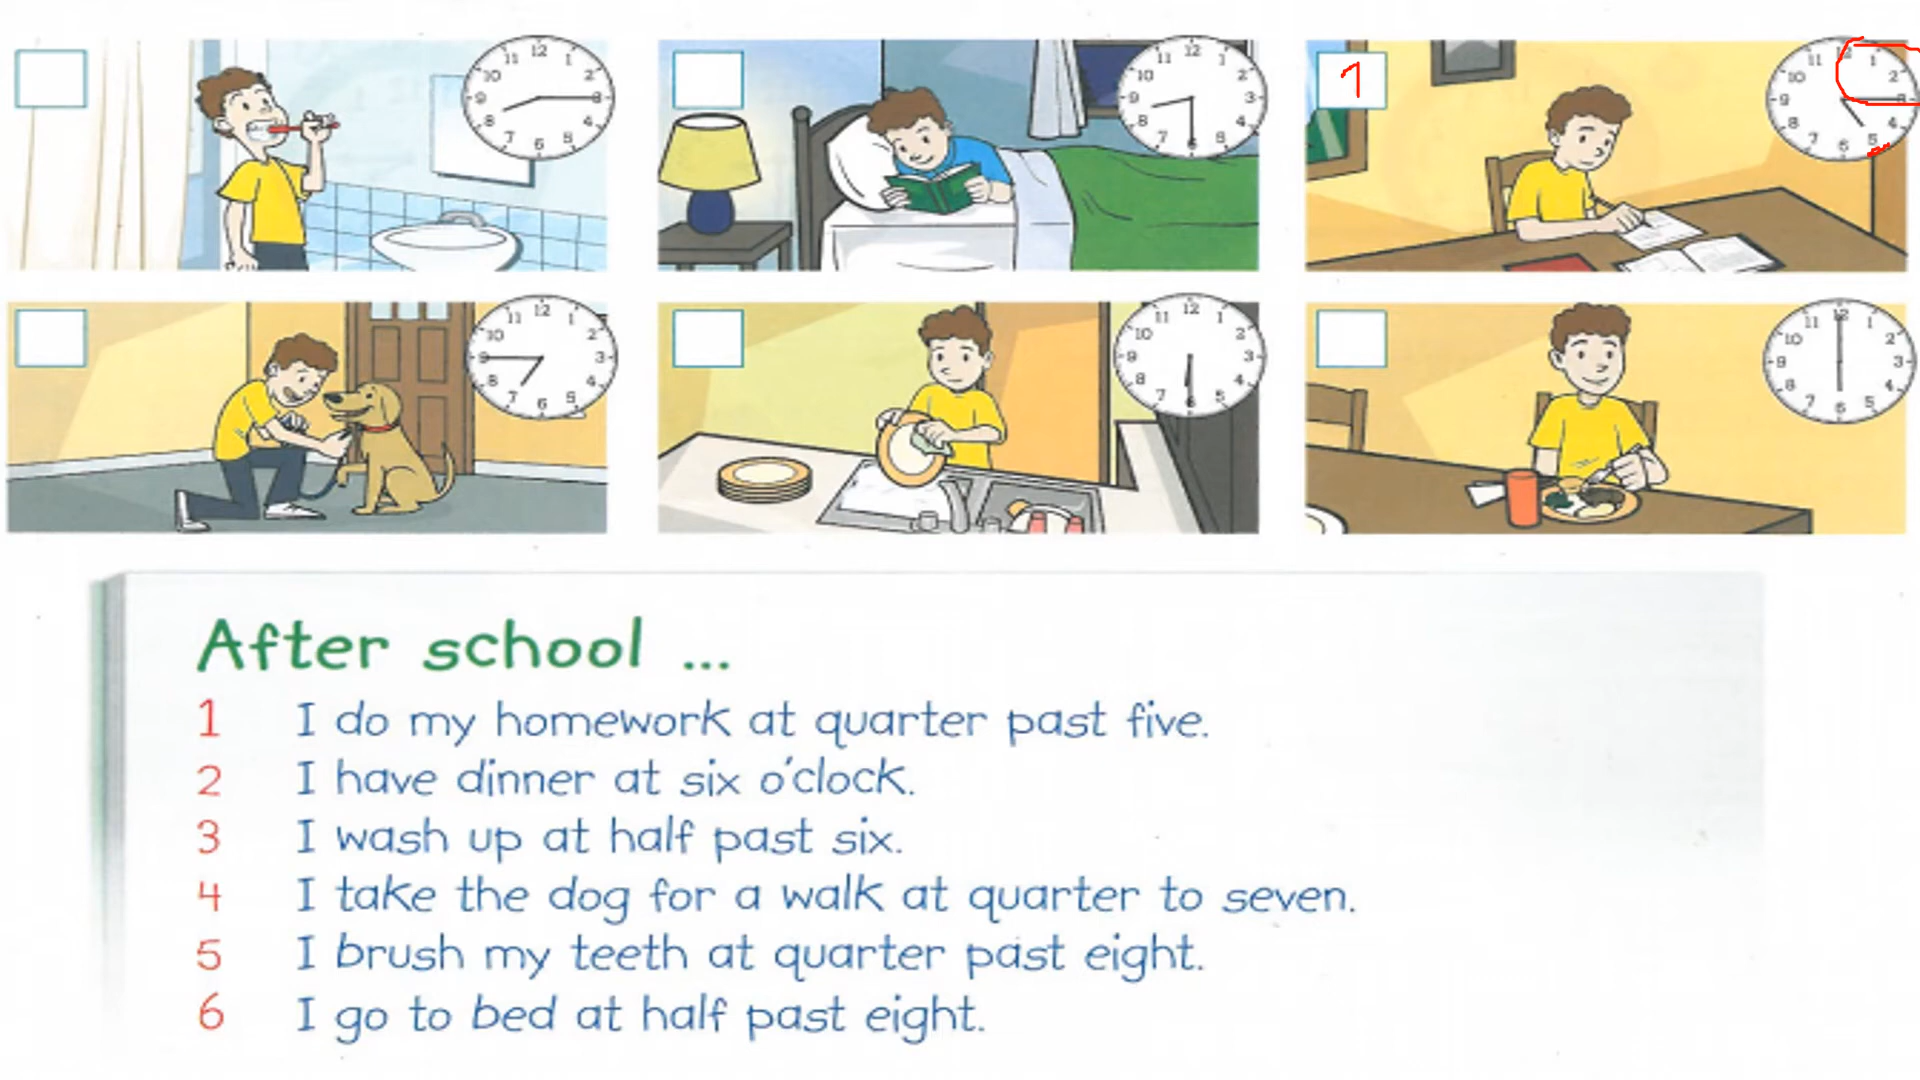 1
After school ...
1 I do my homework at quarter past five.
2 I have dinner at six o'clock.
3 I wash up at half past six.
4 I take the dog for a walk at quarter to seven.
5 I brush my teeth at quarter past eight.
6 I go to bed at half past eight.